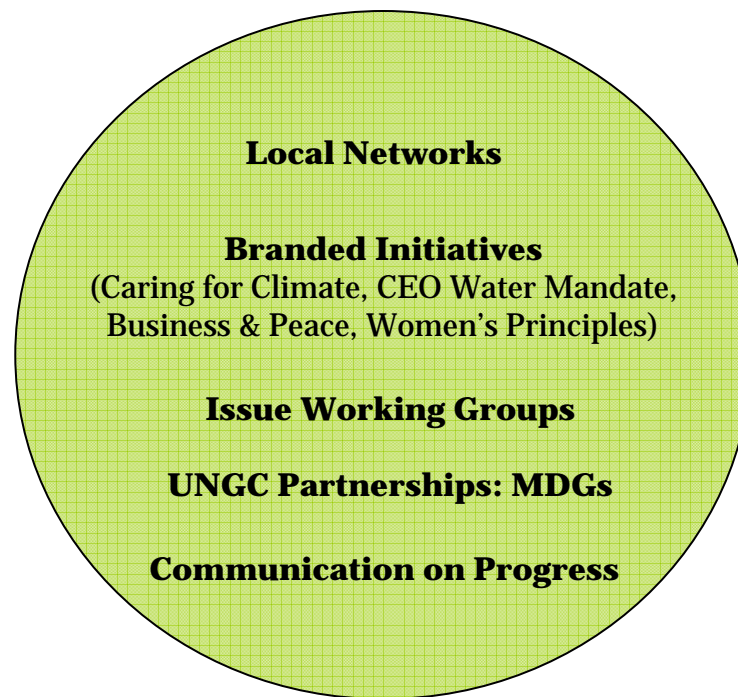 Local Networks
Branded Initiatives
(Caring for Climate, CEO Water Mandate,
Business & Peace, Women’s Principles)
Issue Working Groups
UNGC Partnerships: MDGs
Communication on Progress